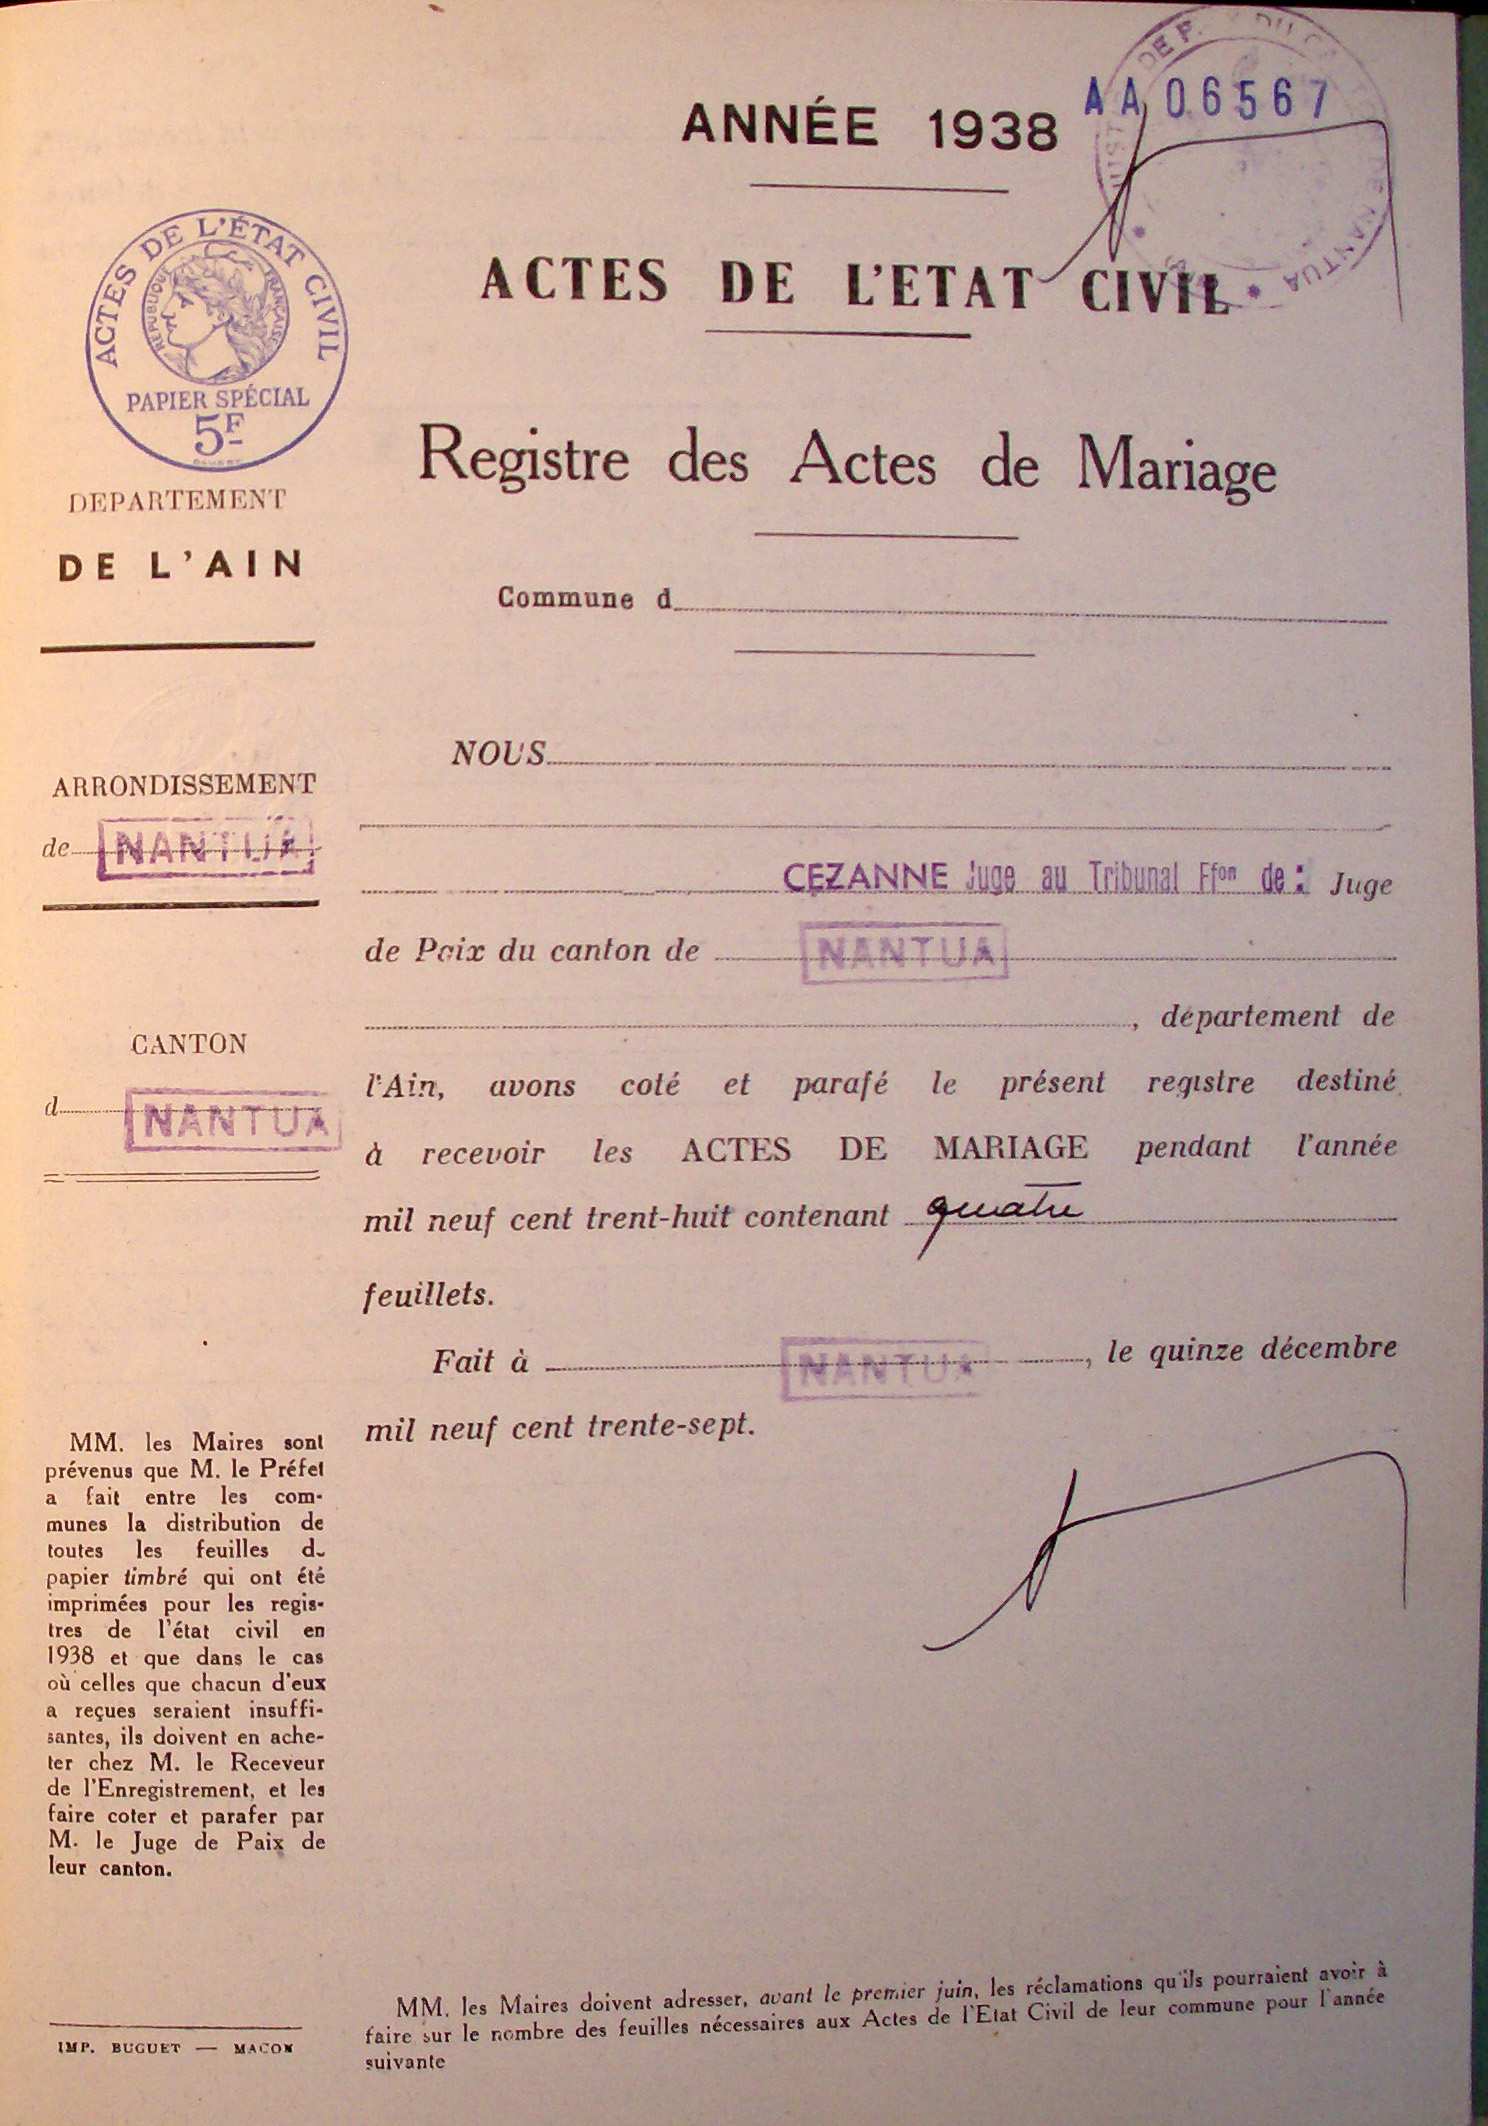 AA 06567
ANNÉE 1938
ACTES DE L'ETAT CIVIL
Registre des Actes de Mariage
Commune d
ACTES DE L'ÉTAT CIVIL
RÉPUBLIQUE FRANÇAISE
PAPIER SPÉCIAL
5F
DEPARTEMENT
DE L'AIN
ARRONDISSEMENT
de NANTUA
CANTON
d NANTUA
MM. les Maires sont
prévenus que M. le Préfet
a fait entre les com-
munes la distribution de
toutes les feuilles d
papier timbré qui ont été
imprimées pour les regis-
tres de l'état civil en
1938 et que dans le cas
où celles que chacun d'eux
a reçues seraient insuffi-
santes, ils doivent en ache-
ter chez M. le Receveur
de l'Enregistrement, et les
faire coter et parafer par
M. le Juge de Paix de
leur canton.
IMP. BUGUET — MACON
NOUS
CEZANNE Juge au Tribunal Ffon de : Juge
de Paix du canton de NANTUA
, département de
l'Ain, avons coté et parafé le présent registre destiné
à recevoir les ACTES DE MARIAGE pendant l'année
mil neuf cent trent-huit contenant quatre
feuillets.
Fait à NANTUA, le quinze décembre
mil neuf cent trente-sept.
MM. les Maires doivent adresser, avant le premier juin, les réclamations qu'ils pourraient avoir à
faire sur le nombre des feuilles nécessaires aux Actes de l'Etat Civil de leur commune pour l'année
suivante